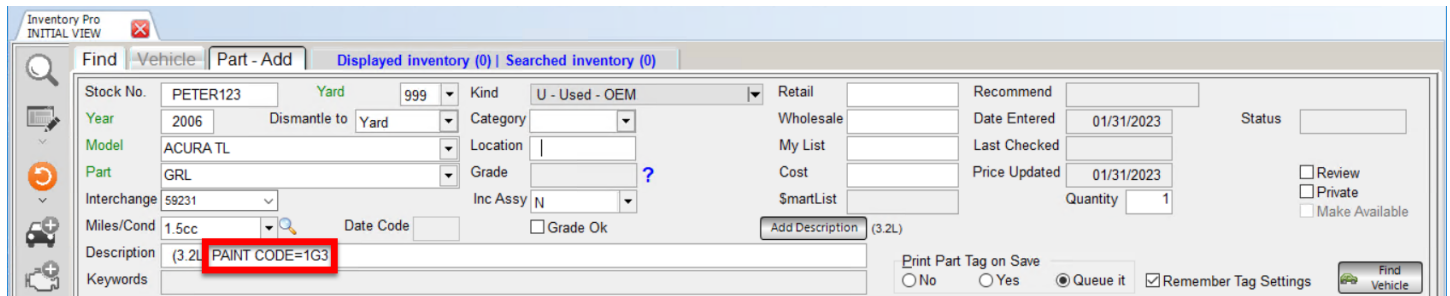 Inventory Pro
INITIAL VIEW
Find Vehicle Part - Add Displayed inventory (0) | Searched inventory (0)
Stock No. PETER123 Yard 999 Kind U - Used - OEM Retail Recommend
Year 2006 Dismantle to Yard Category Wholesale Date Entered 01/31/2023 Status
Model ACURA TL Location My List Last Checked
Part GRL Grade ? Cost Price Updated 01/31/2023 Review
Interchange 59231 Inc Assy N $martList Quantity 1 Private
Make Available
Miles/Cond 1.5cc Date Code Grade Ok Add Description (3.2L)
Description (3.2L PAINT CODE=1G3
Print Part Tag on Save
Keywords No Yes Queue it Remember Tag Settings Find Vehicle